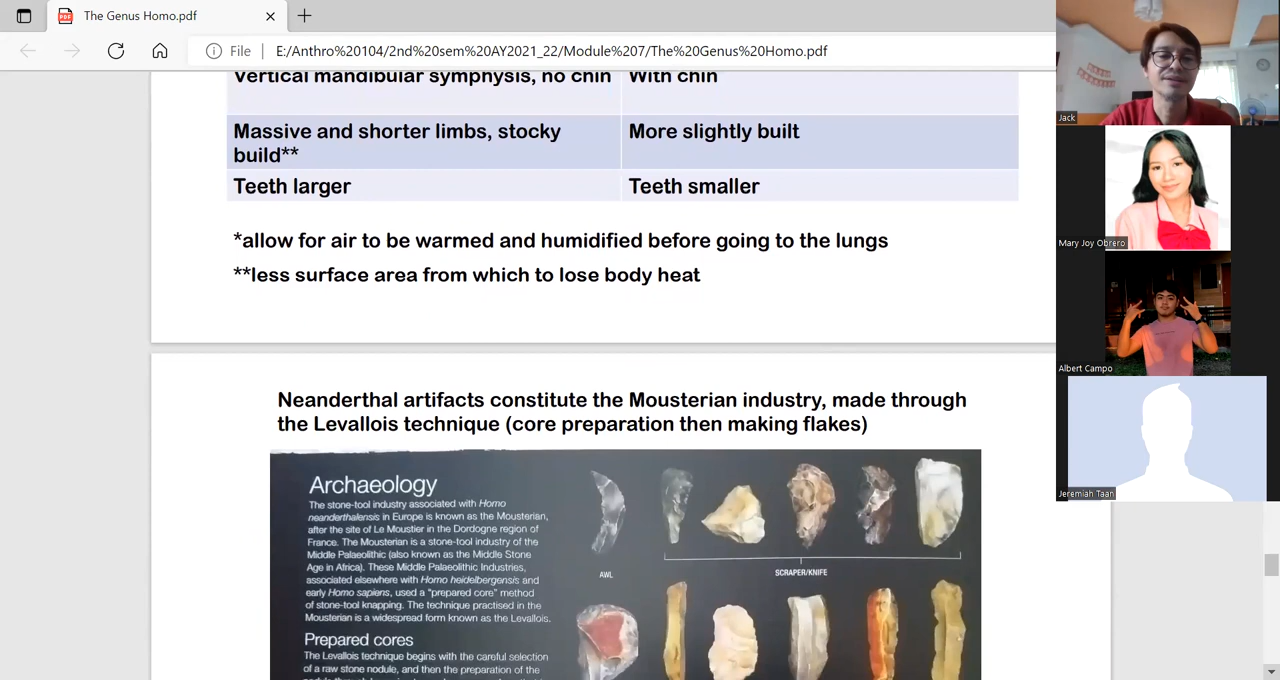 The Genus Homo.pdf
File
E:/Anthro%20104/2nd%20sem%20AY2021_22/Module%207/The%20Genus%20Homo.pdf
Vertical mandibular symphysis, no chin
With chin
Massive and shorter limbs, stocky
build**
More slightly built
Teeth larger
Teeth smaller
*allow for air to be warmed and humidified before going to the lungs
**less surface area from which to lose body heat
Neanderthal artifacts constitute the Mousterian industry, made through
the Levallois technique (core preparation then making flakes)
Archaeology
The stone-tool industry associated with Homo
neanderthalensis in Europe is known as the Mousterian,
after the site of Le Moustier in the Dordogne region of
France. The Mousterian is a stone-tool industry of the
Middle Palaeolithic (also known as the Middle Stone
Age in Africa). These Middle Palaeolithic Industries,
associated elsewhere with Homo heidelbergensis and
early Homo sapiens, used a "prepared core" method
of stone-tool knapping. The technique practised in the
Mousterian is a widespread form known as the Levallois.
Prepared cores
The Levallois technique begins with the careful selection
of a raw stone nodule, and then the preparation of the
AWL
SCRAPER/KNIFE
Jack
Mary Joy Obrero
Albert Campo
Jeremiah Taan